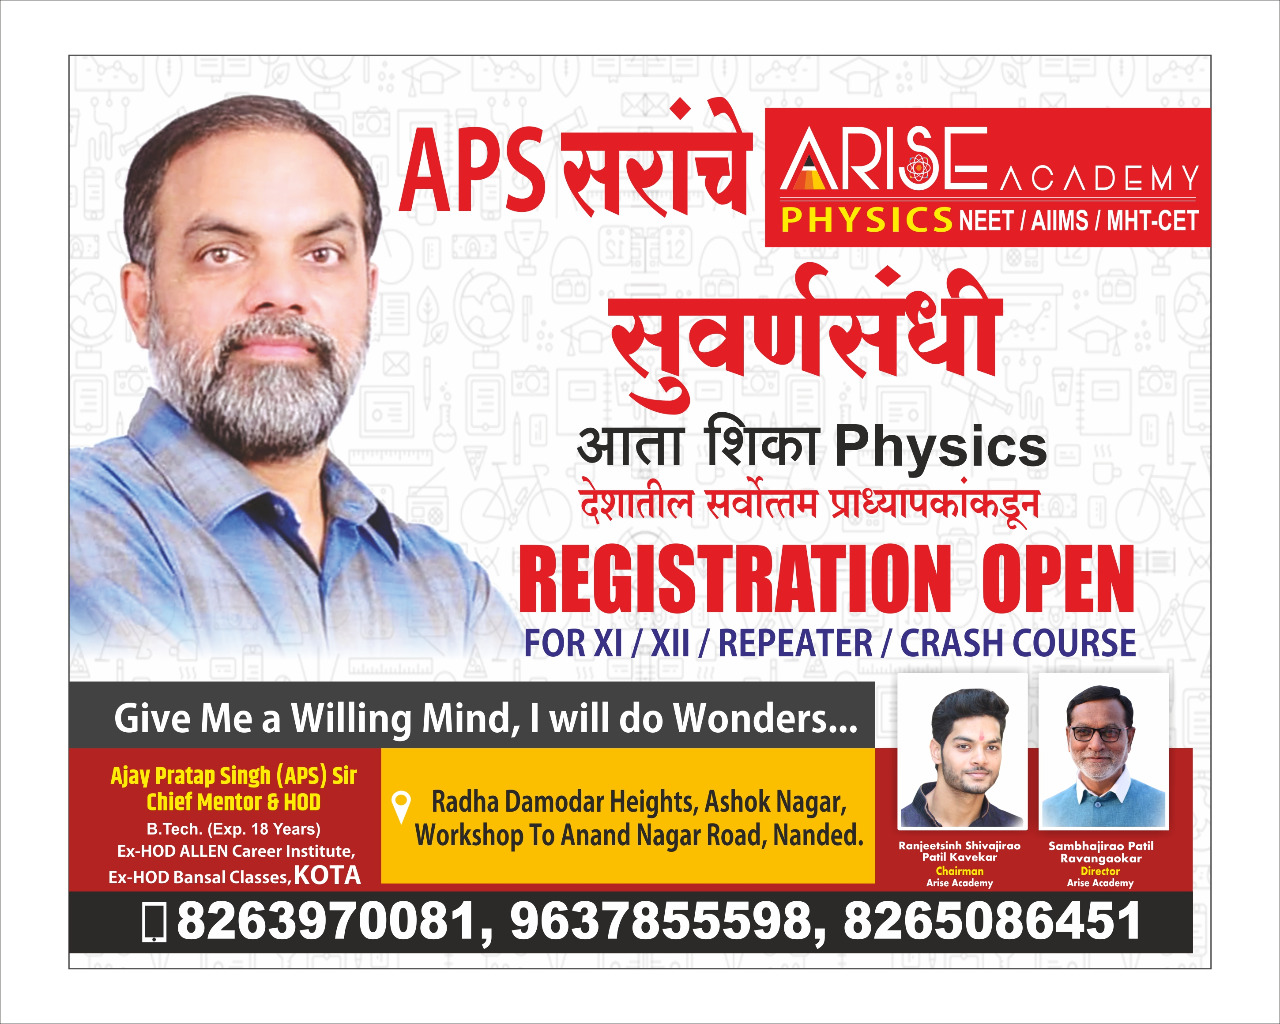 APS सरांचे
ARISE ACADEMY
PHYSICS NEET / AIIMS / MHT-CET
सुवर्णसंधी
आता शिका Physics
देशातील सर्वोत्तम प्राध्यापकांकडून
REGISTRATION OPEN
FOR XI / XII / REPEATER / CRASH COURSE
Give Me a Willing Mind, I will do Wonders...
Ajay Pratap Singh (APS) Sir
Chief Mentor & HOD
B.Tech. (Exp. 18 Years)
Ex-HOD ALLEN Career Institute,
Ex-HOD Bansal Classes, KOTA
Radha Damodar Heights, Ashok Nagar,
Workshop To Anand Nagar Road, Nanded.
Ranjeetsinh Shivajirao
Patil Kavekar
Chairman
Arise Academy
Sambhajirao Patil
Ravangaokar
Director
Arise Academy
8263970081, 9637855598, 8265086451